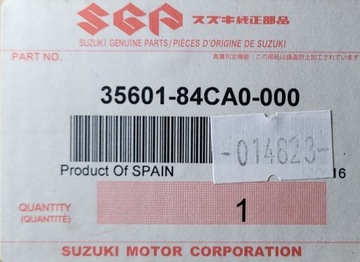 SGP スズキ純正部品
SUZUKI GENUINE PARTS/PIÈCES D'ORIGINE DE SUZUKI
PART NO.
35601-84CA0-000
-014823-
Product Of SPAIN 16
QUANTITY
(QUANTITÉ)
1
SUZUKI MOTOR CORPORATION